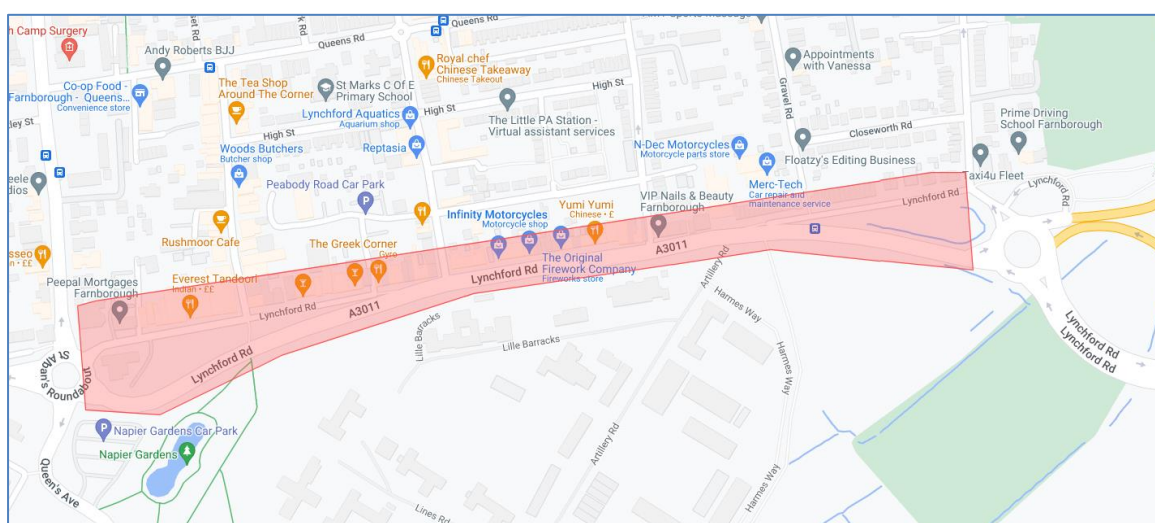 Queens Rd
h Camp Surgery
Andy Roberts BJJ
Queens Rd
Royal chef
Chinese Takeaway
Chinese Takeout
Appointments
with Vanessa
Co-op Food -
Farnborough - Queens...
Convenience store
The Tea Shop
Around The Corner
St Marks C Of E
Primary School
High St
Gravel Rd
Lynchford Aquatics
Aquarium shop
High St
The Little PA Station -
Virtual assistant services
Prime Driving
School Farnborough
Closeworth Rd
High St
Woods Butchers
Butcher shop
Reptasia
N-Dec Motorcycles
Motorcycle parts store
Floatzy's Editing Business
Peabody Road Car Park
Merc-Tech
Car repair and
maintenance service
Taxi4u Fleet
Lynchford Rd
VIP Nails & Beauty
Farnborough
Lynchford Rd
Yumi Yumi
Chinese • £
Infinity Motorcycles
Motorcycle shop
Rushmoor Cafe
The Greek Corner
Gyro
The Original
Firework Company
Fireworks store
A3011
Lynchford Rd
Artillery Rd
Everest Tandoori
Indian • ££
Peepal Mortgages
Farnborough
Lynchford Rd
A3011
Harmes Way
Lynchford Rd
Lynchford Rd
Lille Barracks
Lille Barracks
Lynchford Rd
St Alban's Roundabout
Harmes Way
Napier Gardens Car Park
Napier Gardens
Artillery Rd
Queen's Ave
Harmes Way
Lines Rd